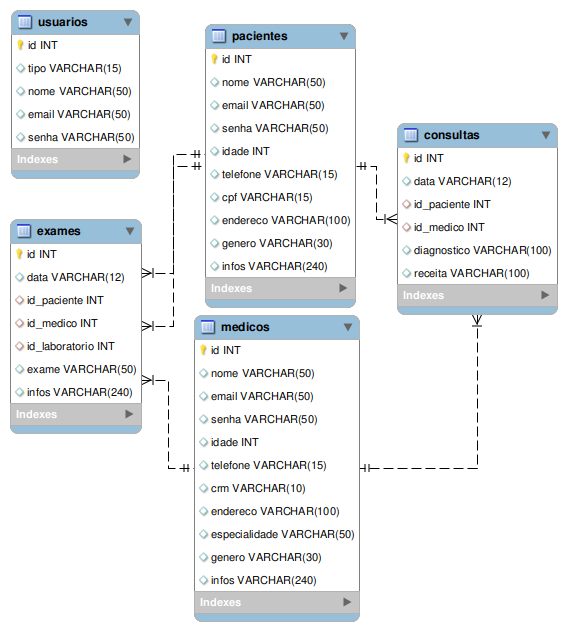 usuarios
id INT
tipo VARCHAR(15)
nome VARCHAR(50)
email VARCHAR(50)
senha VARCHAR(50)
Indexes
pacientes
id INT
nome VARCHAR(50)
email VARCHAR(50)
senha VARCHAR(50)
idade INT
telefone VARCHAR(15)
cpf VARCHAR(15)
endereco VARCHAR(100)
genero VARCHAR(30)
infos VARCHAR(240)
Indexes
consultas
id INT
data VARCHAR(12)
id_paciente INT
id_medico INT
diagnostico VARCHAR(100)
receita VARCHAR(100)
Indexes
exames
id INT
data VARCHAR(12)
id_paciente INT
id_medico INT
id_laboratorio INT
exame VARCHAR(50)
infos VARCHAR(240)
Indexes
medicos
id INT
nome VARCHAR(50)
email VARCHAR(50)
senha VARCHAR(50)
idade INT
telefone VARCHAR(15)
crm VARCHAR(10)
endereco VARCHAR(100)
especialidade VARCHAR(50)
genero VARCHAR(30)
infos VARCHAR(240)
Indexes